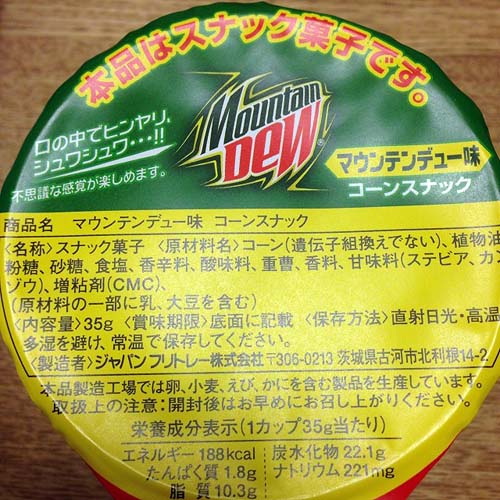 本品はスナック菓子です。
口の中でヒンヤリ、
シュワシュワ・・・!!
不思議な感覚が楽しめます。
Mountain
DEW
マウンテンデュー味
コーンスナック
商品名 マウンテンデュー味 コーンスナック
〈名称〉スナック菓子 〈原材料名〉コーン(遺伝子組換えでない)、植物油
粉糖、砂糖、食塩、香辛料、酸味料、重曹、香料、甘味料(ステビア、カン
ゾウ)、増粘剤(CMC)、
(原材料の一部に乳、大豆を含む)
〈内容量〉35g 〈賞味期限〉底面に記載 〈保存方法〉直射日光・高温
多湿を避け、常温で保存してください。
〈製造者〉ジャパンフリトレー株式会社〒306-0213 茨城県古河市北利根14-2
本品製造工場では卵、小麦、えび、かにを含む製品を生産しています。
取扱上の注意:開封後はお早めにお召し上がりください。
栄養成分表示(1カップ35g当たり)
エネルギー 188kcal 炭水化物 22.1g
たんぱく質 1.8g ナトリウム 221mg
脂質 10.3g